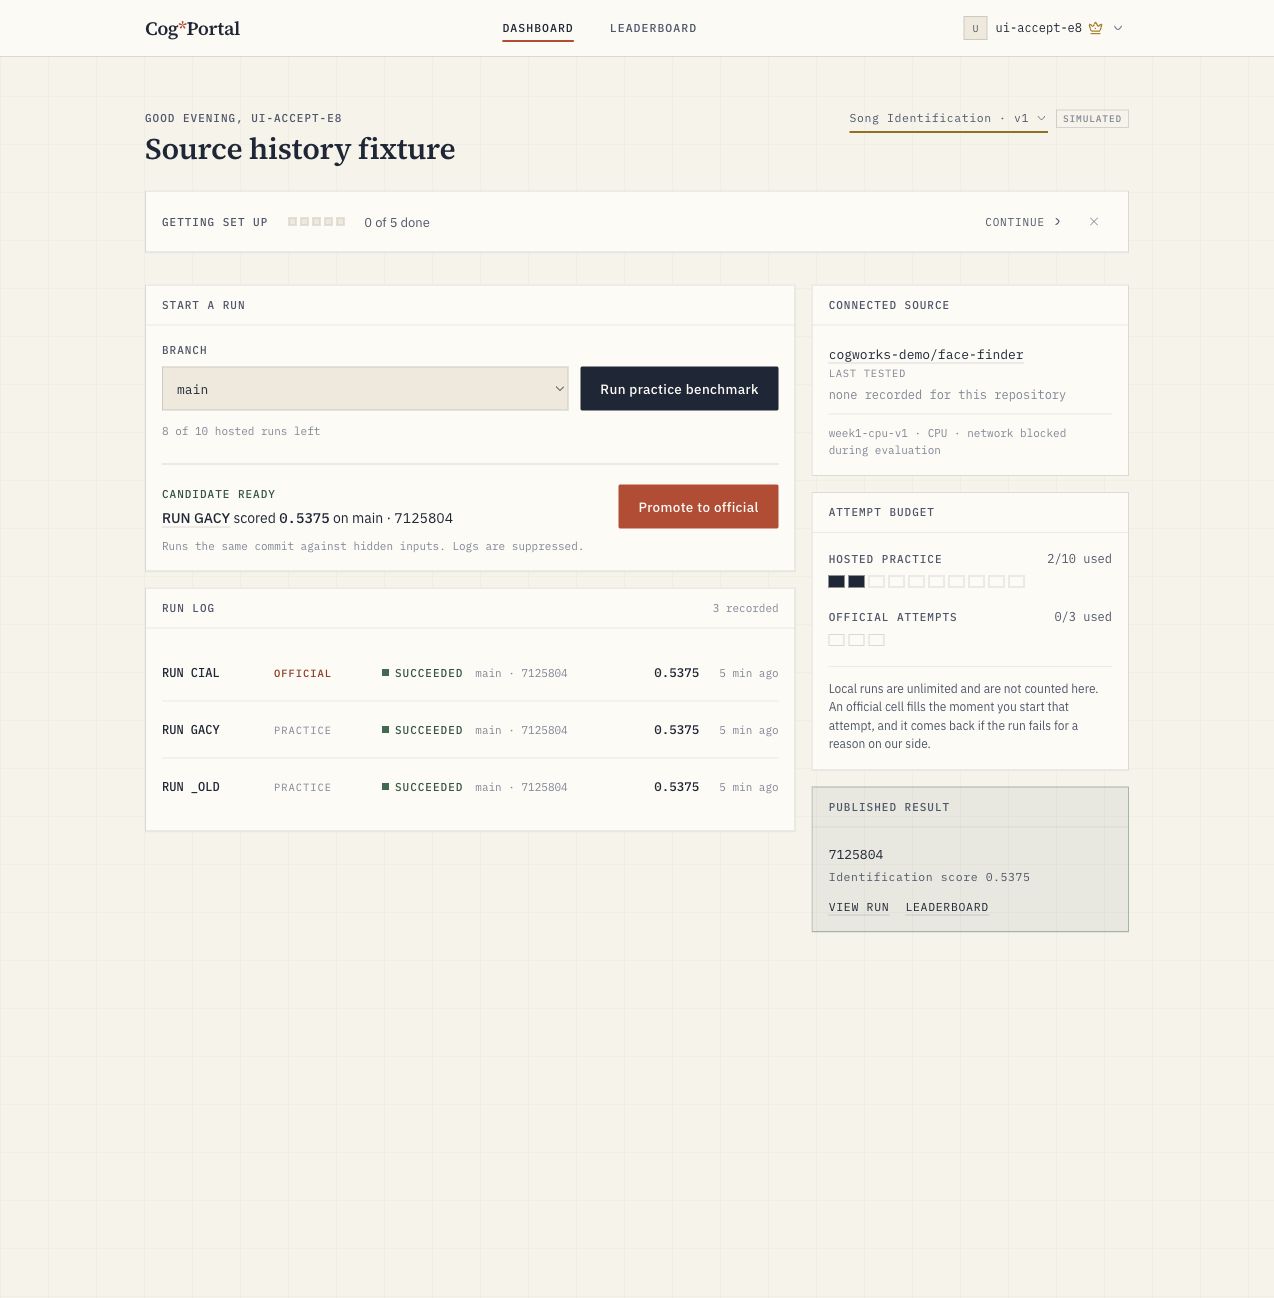 Cog*Portal
DASHBOARD
LEADERBOARD
U
ui-accept-e8
GOOD EVENING, UI-ACCEPT-E8
Source history fixture
Song Identification · v1
SIMULATED
GETTING SET UP
0 of 5 done
CONTINUE
START A RUN
BRANCH
main
Run practice benchmark
8 of 10 hosted runs left
CANDIDATE READY
RUN GACY scored 0.5375 on main · 7125804
Promote to official
Runs the same commit against hidden inputs. Logs are suppressed.
RUN LOG
3 recorded
RUN CIAL OFFICIAL SUCCEEDED main · 7125804 0.5375 5 min ago
RUN GACY PRACTICE SUCCEEDED main · 7125804 0.5375 5 min ago
RUN _OLD PRACTICE SUCCEEDED main · 7125804 0.5375 5 min ago
CONNECTED SOURCE
cogworks-demo/face-finder
LAST TESTED
none recorded for this repository
week1-cpu-v1 · CPU · network blocked
during evaluation
ATTEMPT BUDGET
HOSTED PRACTICE 2/10 used
OFFICIAL ATTEMPTS 0/3 used
Local runs are unlimited and are not counted here.
An official cell fills the moment you start that
attempt, and it comes back if the run fails for a
reason on our side.
PUBLISHED RESULT
7125804
Identification score 0.5375
VIEW RUN LEADERBOARD